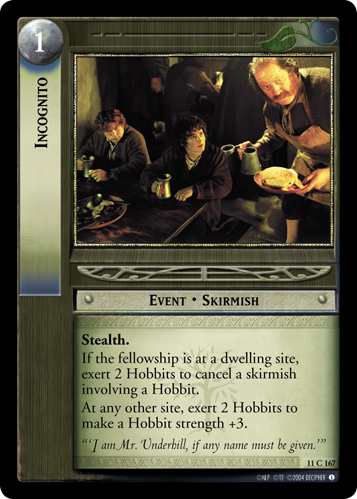 1
INCOGNITO
EVENT • SKIRMISH
Stealth.
If the fellowship is at a dwelling site,
exert 2 Hobbits to cancel a skirmish
involving a Hobbit.
At any other site, exert 2 Hobbits to
make a Hobbit strength +3.
“‘I am Mr. Underhill, if any name must be given.’”
11 C 167
©NLP ©TE ©2004 DECIPHER